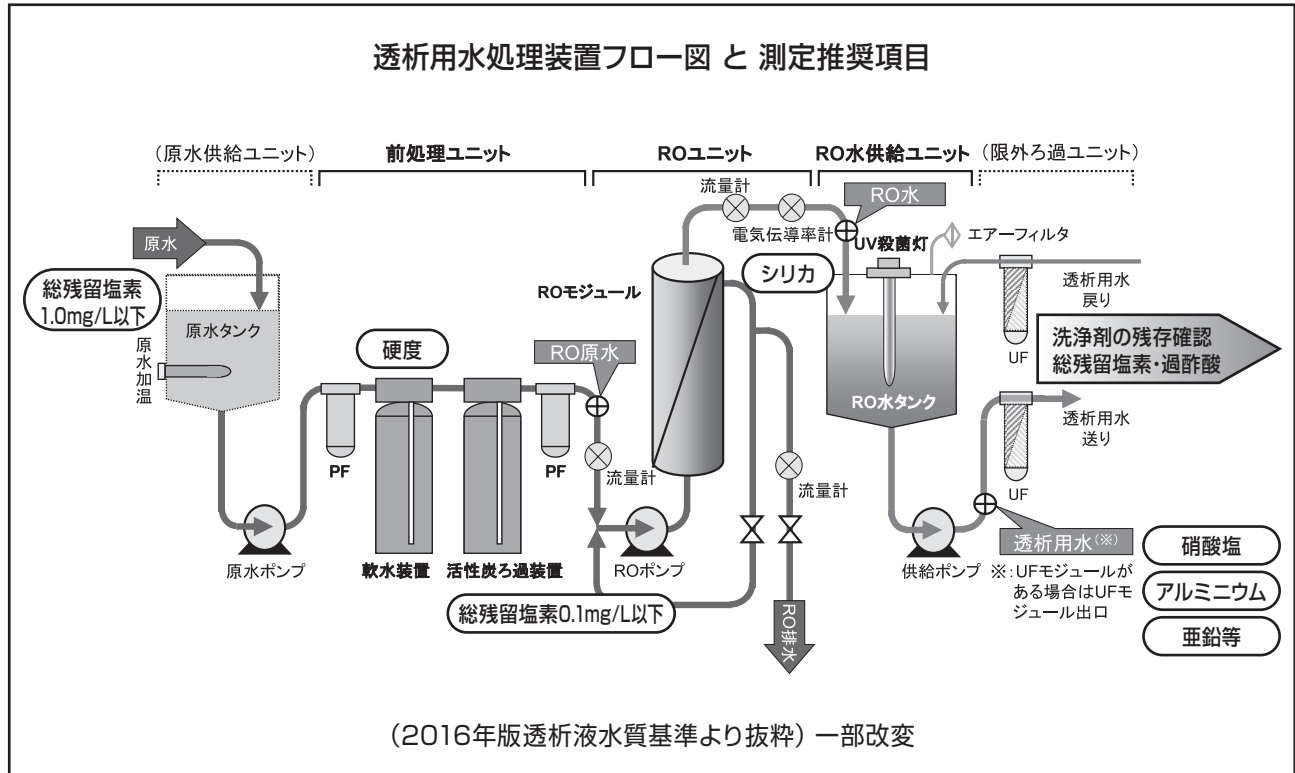 透析用水処理装置フロー図 と 測定推奨項目
(原水供給ユニット)
前処理ユニット
ROユニット
RO水供給ユニット
(限外ろ過ユニット)
流量計
電気伝導率計
RO水
UV殺菌灯
エアーフィルタ
原水
総残留塩素
1.0mg/L以下
原水タンク
原水加温
硬度
RO原水
ROモジュール
シリカ
透析用水
戻り
UF
洗浄剤の残存確認
総残留塩素・過酢酸
RO水タンク
透析用水
送り
UF
PF
PF
流量計
流量計
原水ポンプ
軟水装置
活性炭ろ過装置
ROポンプ
供給ポンプ
透析用水(※)
※:UFモジュールが
ある場合はUFモ
ジュール出口
硝酸塩
アルミニウム
亜鉛等
総残留塩素0.1mg/L以下
RO排水
(2016年版透析液水質基準より抜粋) 一部改変